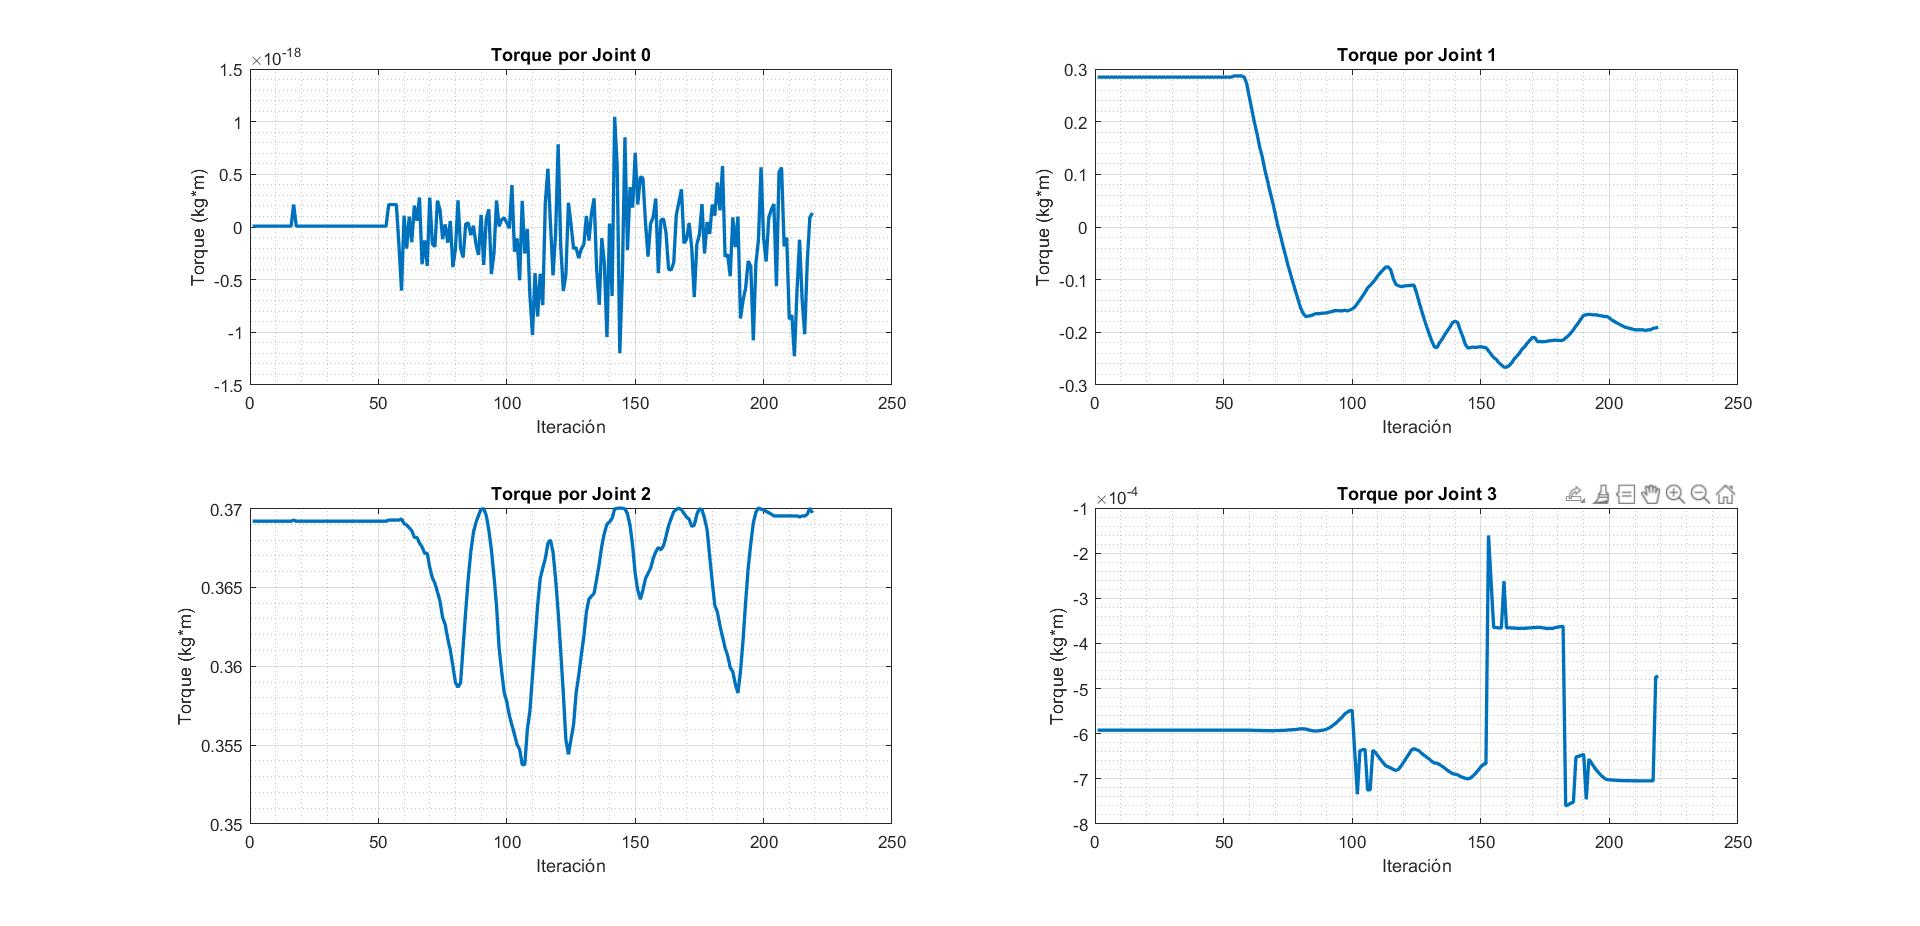 Torque por Joint 0
×10-18
1.5
1
0.5
0
-0.5
-1
-1.5
Torque (kg*m)
0 50 100 150 200 250
Iteración
Torque por Joint 1
0.3
0.2
0.1
0
-0.1
-0.2
-0.3
Torque (kg*m)
0 50 100 150 200 250
Iteración
Torque por Joint 2
0.37
0.365
0.36
0.355
0.35
Torque (kg*m)
0 50 100 150 200 250
Iteración
Torque por Joint 3
×10-4
-1
-2
-3
-4
-5
-6
-7
-8
Torque (kg*m)
0 50 100 150 200 250
Iteración